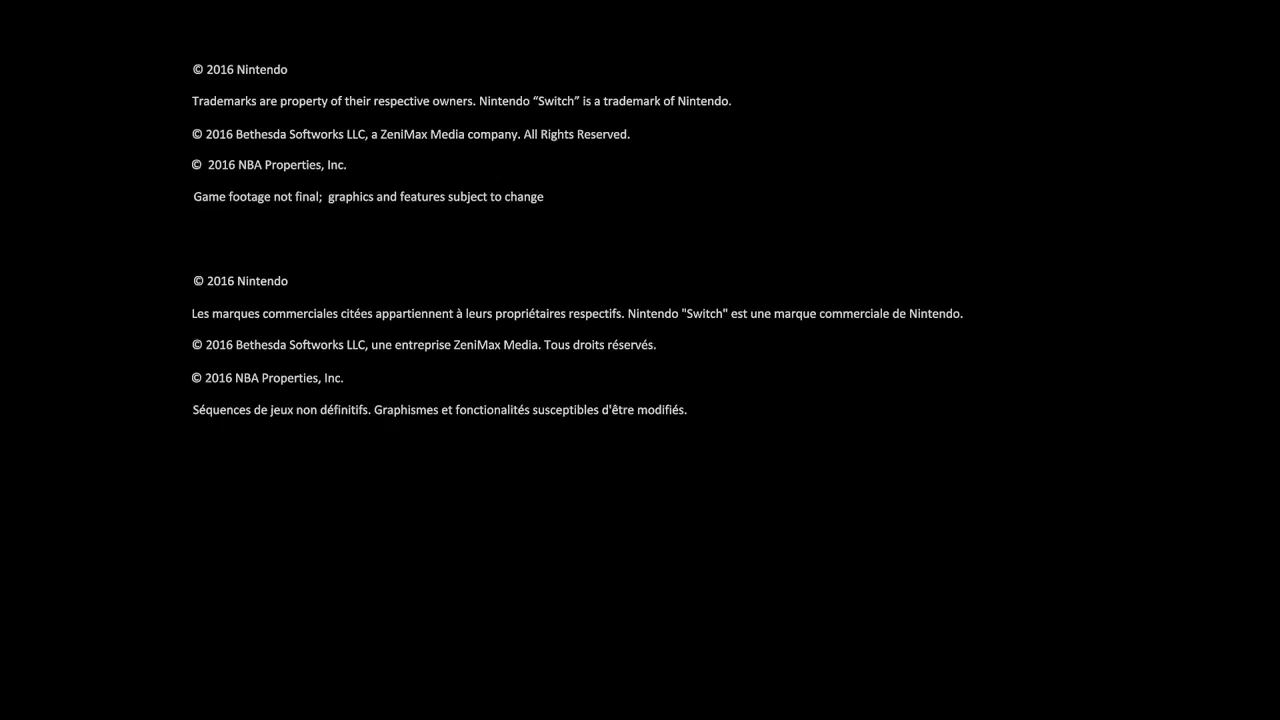 © 2016 Nintendo
Trademarks are property of their respective owners. Nintendo “Switch” is a trademark of Nintendo.
© 2016 Bethesda Softworks LLC, a ZeniMax Media company. All Rights Reserved.
© 2016 NBA Properties, Inc.
Game footage not final; graphics and features subject to change
© 2016 Nintendo
Les marques commerciales citées appartiennent à leurs propriétaires respectifs. Nintendo "Switch" est une marque commerciale de Nintendo.
© 2016 Bethesda Softworks LLC, une entreprise ZeniMax Media. Tous droits réservés.
© 2016 NBA Properties, Inc.
Séquences de jeux non définitifs. Graphismes et fonctionalités susceptibles d'être modifiés.